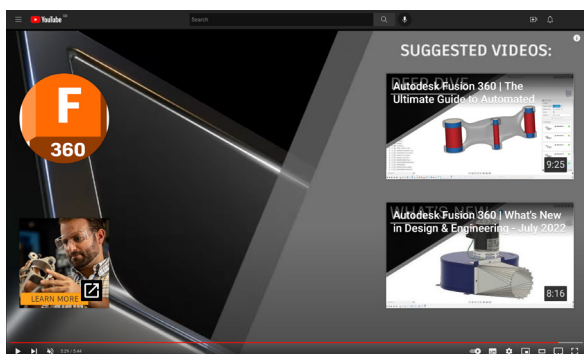 YouTube
Search
SUGGESTED VIDEOS:
F
360
DEEP DIVE
Autodesk Fusion 360 | The
Ultimate Guide to Automated
9:25
WHAT'S NEW
Autodesk Fusion 360 | What's New
in Design & Engineering - July 2022
8:16
LEARN MORE
5:29 / 5:44